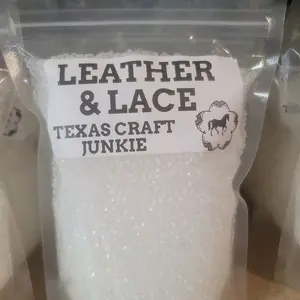 LEATHER
& LACE
TEXAS CRAFT
JUNKIE